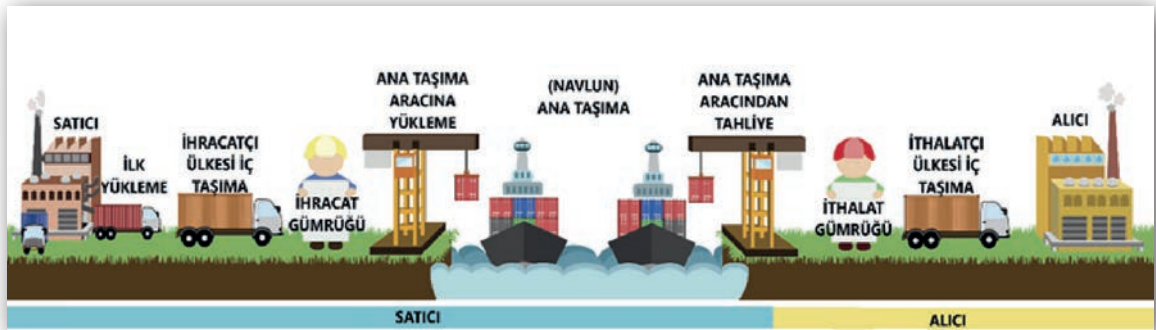 SATICI
İLK
YÜKLEME
İHRACATÇI
ÜLKESİ İÇ
TAŞIMA
İHRACAT
GÜMRÜĞÜ
ANA TAŞIMA
ARACINA
YÜKLEME
(NAVLUN)
ANA TAŞIMA
ANA TAŞIMA
ARACINDAN
TAHLİYE
İTHALAT
GÜMRÜĞÜ
İTHALATÇI
ÜLKESİ İÇ
TAŞIMA
ALICI
SATICI
ALICI